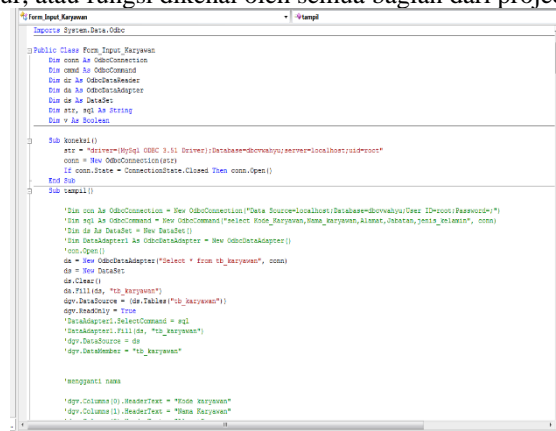 ur, atau fungsi dikenal oleh semua bagian dari projec
Form_Input_Karyawan tampil
Imports System.Data.Odbc
Public Class Form_Input_Karyawan
Dim conn As OdbcConnection
Dim cmmd As OdbcCommand
Dim dr As OdbcDataReader
Dim da As OdbcDataAdapter
Dim ds As DataSet
Dim str, sql As String
Dim v As Boolean
Sub koneksi()
str = "driver={MySql ODBC 3.51 Driver};Database=dbcvwahyu;server=localhost;uid=root"
conn = New OdbcConnection(str)
If conn.State = ConnectionState.Closed Then conn.Open()
End Sub
Sub tampil()
'Dim con As OdbcConnection = New OdbcConnection("Data Source=localhost;Database=dbcvwahyu;User ID=root;Password=;")
'Dim sql As OdbcCommand = New OdbcCommand("select Kode_Karyawan,Nama_karyawan,Alamat,Jabatan,jenis_kelamin", conn)
'Dim ds As DataSet = New DataSet()
'Dim DataAdapter1 As OdbcDataAdapter = New OdbcDataAdapter()
'con.Open()
da = New OdbcDataAdapter("Select * from tb_karyawan", conn)
ds = New DataSet
ds.Clear()
da.Fill(ds, "tb_karyawan")
dgv.DataSource = (ds.Tables("tb_karyawan"))
dgv.ReadOnly = True
'DataAdapter1.SelectCommand = sql
'DataAdapter1.Fill(ds, "tb_karyawan")
'dgv.DataSource = ds
'dgv.DataMember = "tb_karyawan"
'mengganti nama
'dgv.Columns(0).HeaderText = "Kode karyawan"
'dgv.Columns(1).HeaderText = "Nama Karyawan"